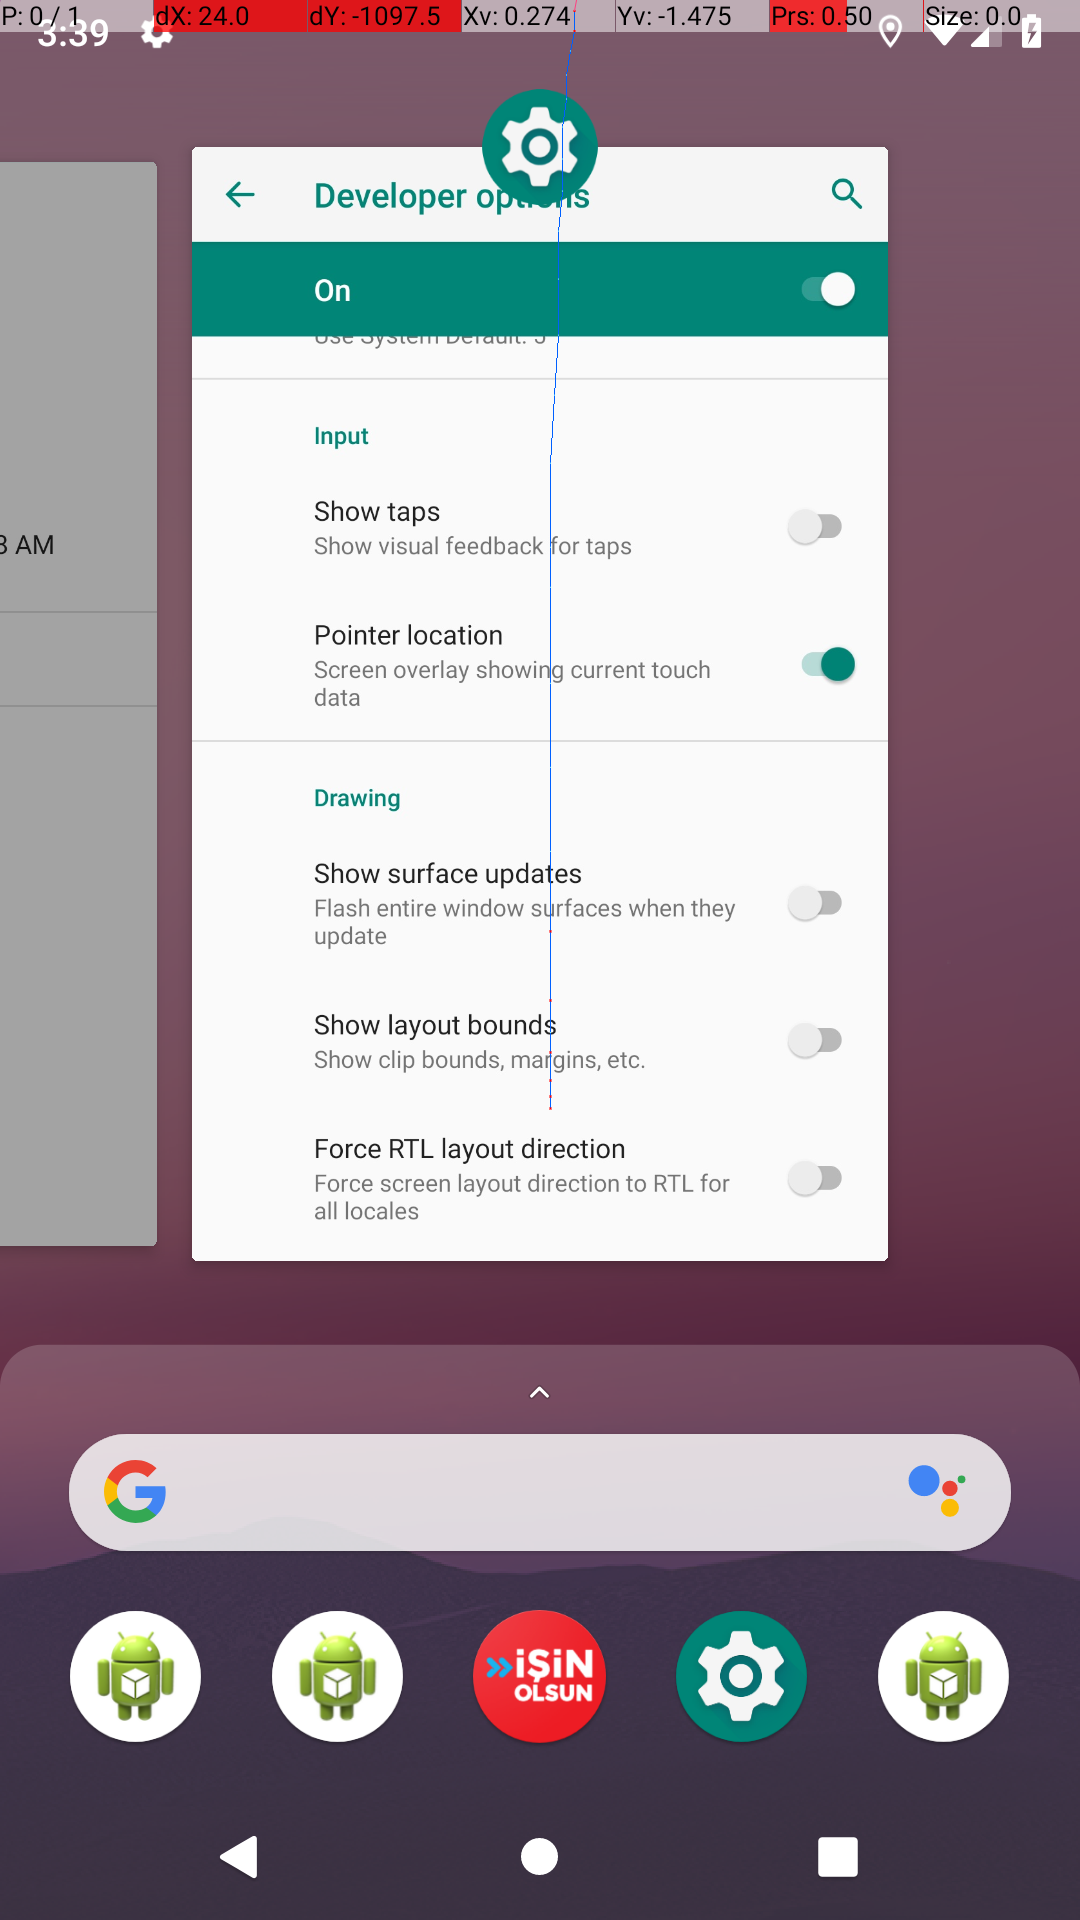 P: 0 / 1 dX: 24.0 dY: -1097.5 Xv: 0.274 Yv: -1.475 Prs: 0.50 Size: 0.0
3:39
Developer options
On
Use System Default: 5
Input
Show taps
Show visual feedback for taps
8 AM
Pointer location
Screen overlay showing current touch
data
Drawing
Show surface updates
Flash entire window surfaces when they
update
Show layout bounds
Show clip bounds, margins, etc.
Force RTL layout direction
Force screen layout direction to RTL for
all locales
İŞİN
OLSUN